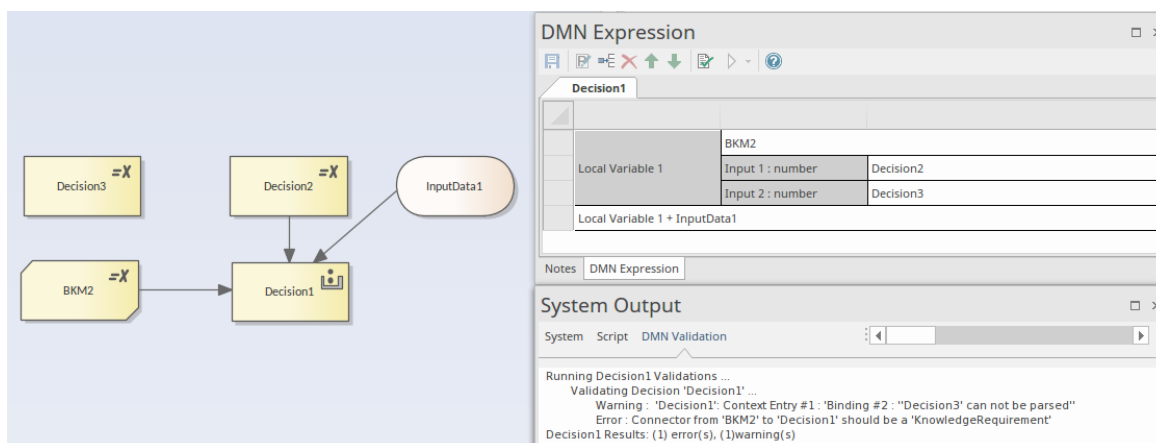 Decision3
=X
Decision2
=X
InputData1
BKM2
=X
Decision1
DMN Expression
Decision1
Local Variable 1
BKM2
Input 1 : number
Decision2
Input 2 : number
Decision3
Local Variable 1 + InputData1
Notes DMN Expression
System Output
System Script DMN Validation
Running Decision1 Validations ...
Validating Decision 'Decision1' ...
Warning : 'Decision1': Context Entry #1 : 'Binding #2 : "Decision3' can not be parsed"
Error : Connector from 'BKM2' to 'Decision1' should be a 'KnowledgeRequirement'
Decision1 Results: (1) error(s), (1)warning(s)